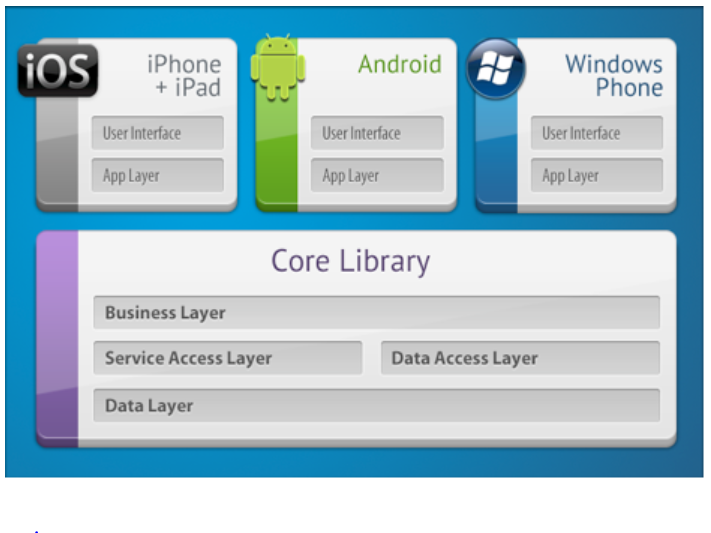 iOS
iPhone
+ iPad
User Interface
App Layer
Android
User Interface
App Layer
Windows
Phone
User Interface
App Layer
Core Library
Business Layer
Service Access Layer
Data Access Layer
Data Layer